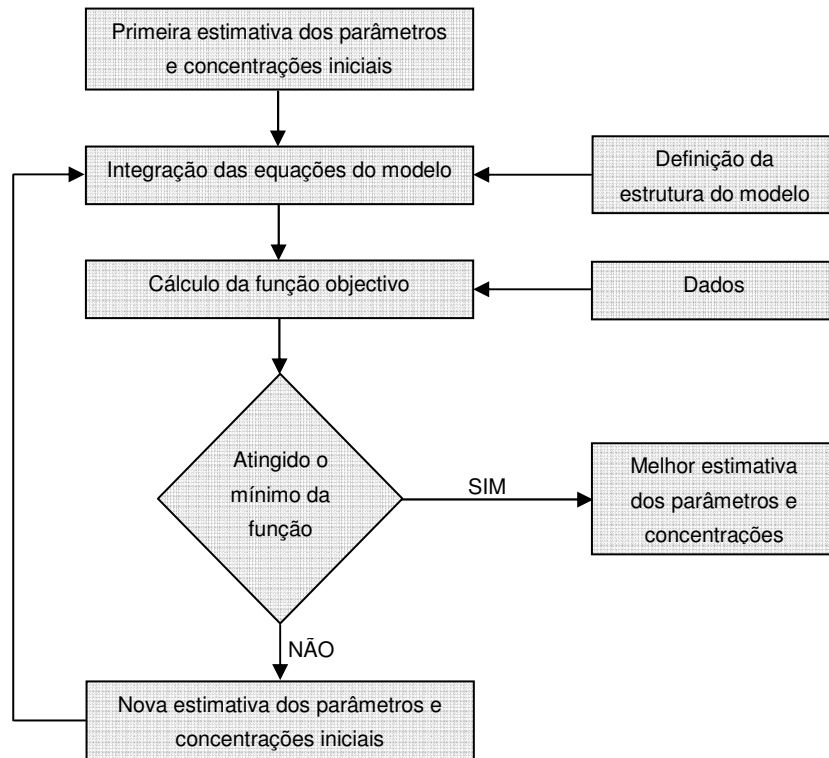 Primeira estimativa dos parâmetros
e concentrações iniciais
Integração das equações do modelo
Definição da
estrutura do modelo
Cálculo da função objectivo
Dados
Atingido o
mínimo da
função
SIM
Melhor estimativa
dos parâmetros e
concentrações
NÃO
Nova estimativa dos parâmetros e
concentrações iniciais